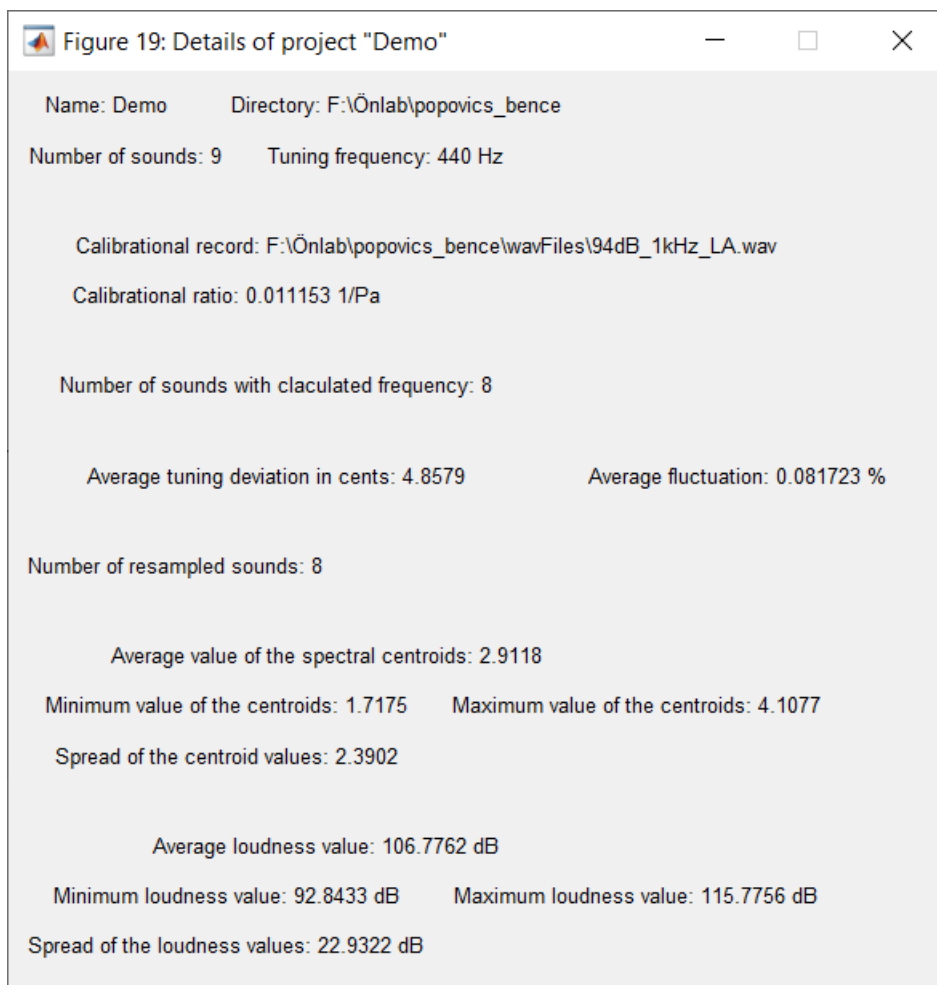 Figure 19: Details of project "Demo"
Name: Demo Directory: F:\Önlab\popovics_bence
Number of sounds: 9 Tuning frequency: 440 Hz
Calibrational record: F:\Önlab\popovics_bence\wavFiles\94dB_1kHz_LA.wav
Calibrational ratio: 0.011153 1/Pa
Number of sounds with claculated frequency: 8
Average tuning deviation in cents: 4.8579 Average fluctuation: 0.081723 %
Number of resampled sounds: 8
Average value of the spectral centroids: 2.9118
Minimum value of the centroids: 1.7175 Maximum value of the centroids: 4.1077
Spread of the centroid values: 2.3902
Average loudness value: 106.7762 dB
Minimum loudness value: 92.8433 dB Maximum loudness value: 115.7756 dB
Spread of the loudness values: 22.9322 dB